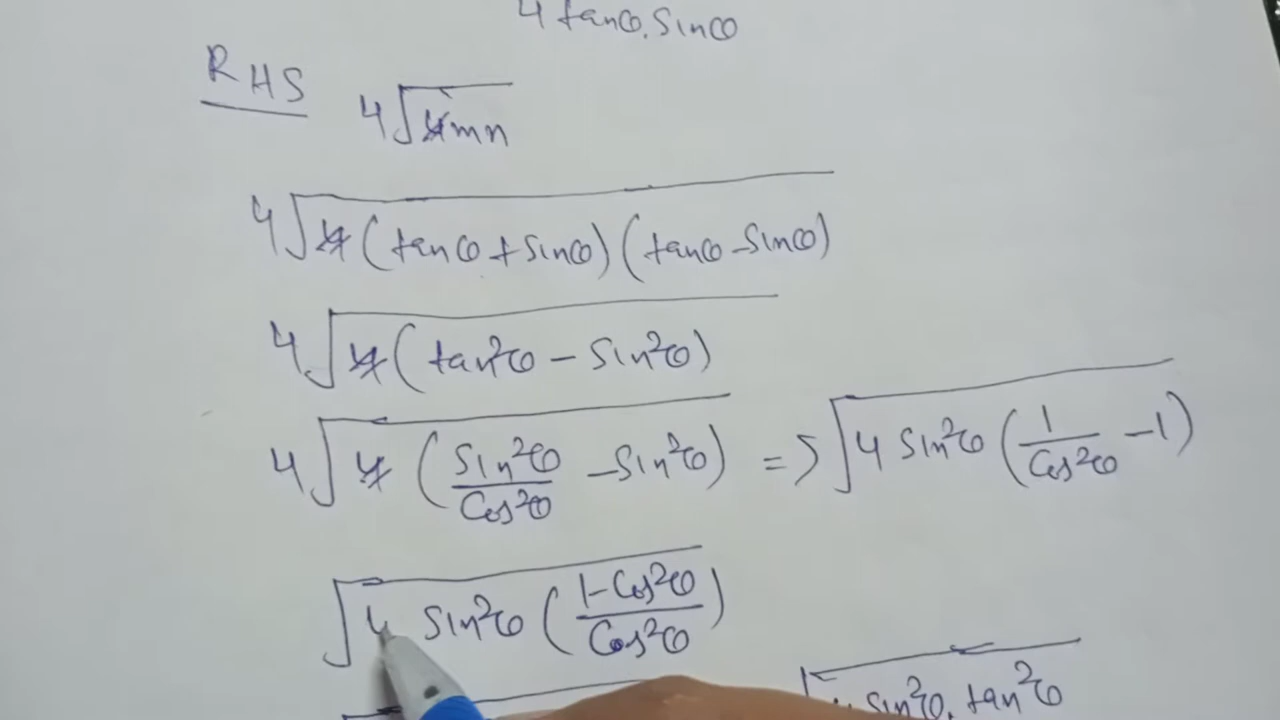 4 tanθ. Sinθ
RHS
4√mn
4√(tanθ + sinθ) (tanθ - Sinθ)
4√(tan²θ - Sin²θ)
4√(Sin²θ/Cos²θ - Sin²θ) => √4 Sin²θ (1/Cos²θ - 1)
√4 Sin²θ (1-Cos²θ/Cos²θ)
√ sin²θ. tan²θ